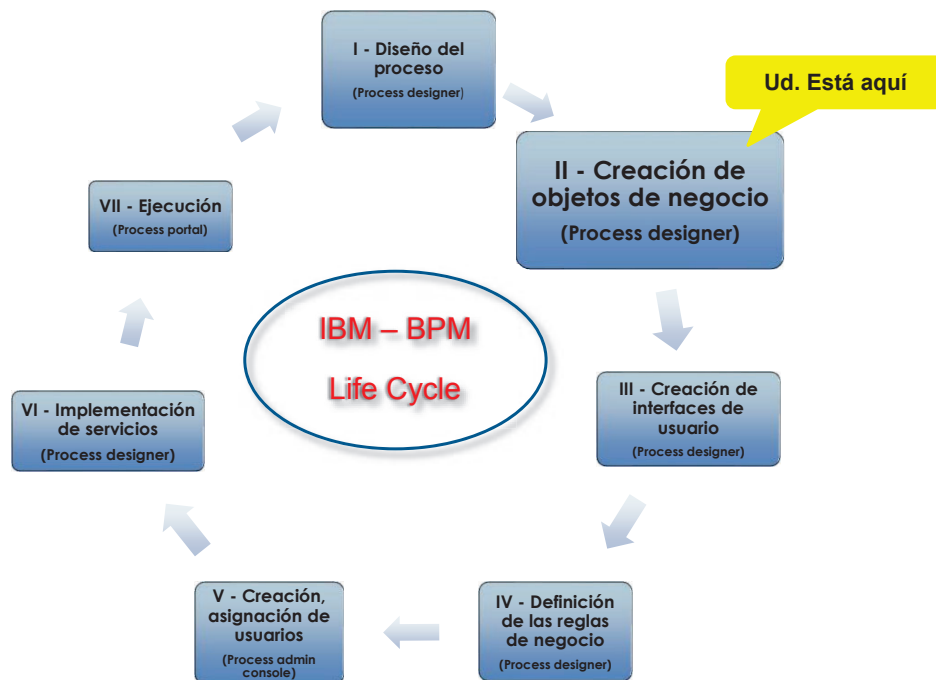 I - Diseño del
proceso
(Process designer)
Ud. Está aquí
II - Creación de
objetos de negocio
(Process designer)
III - Creación de
interfaces de
usuario
(Process designer)
IV - Definición
de las reglas
de negocio
(Process designer)
V - Creación,
asignación de
usuarios
(Process admin
console)
VI - Implementación
de servicios
(Process designer)
VII - Ejecución
(Process portal)
IBM – BPM
Life Cycle